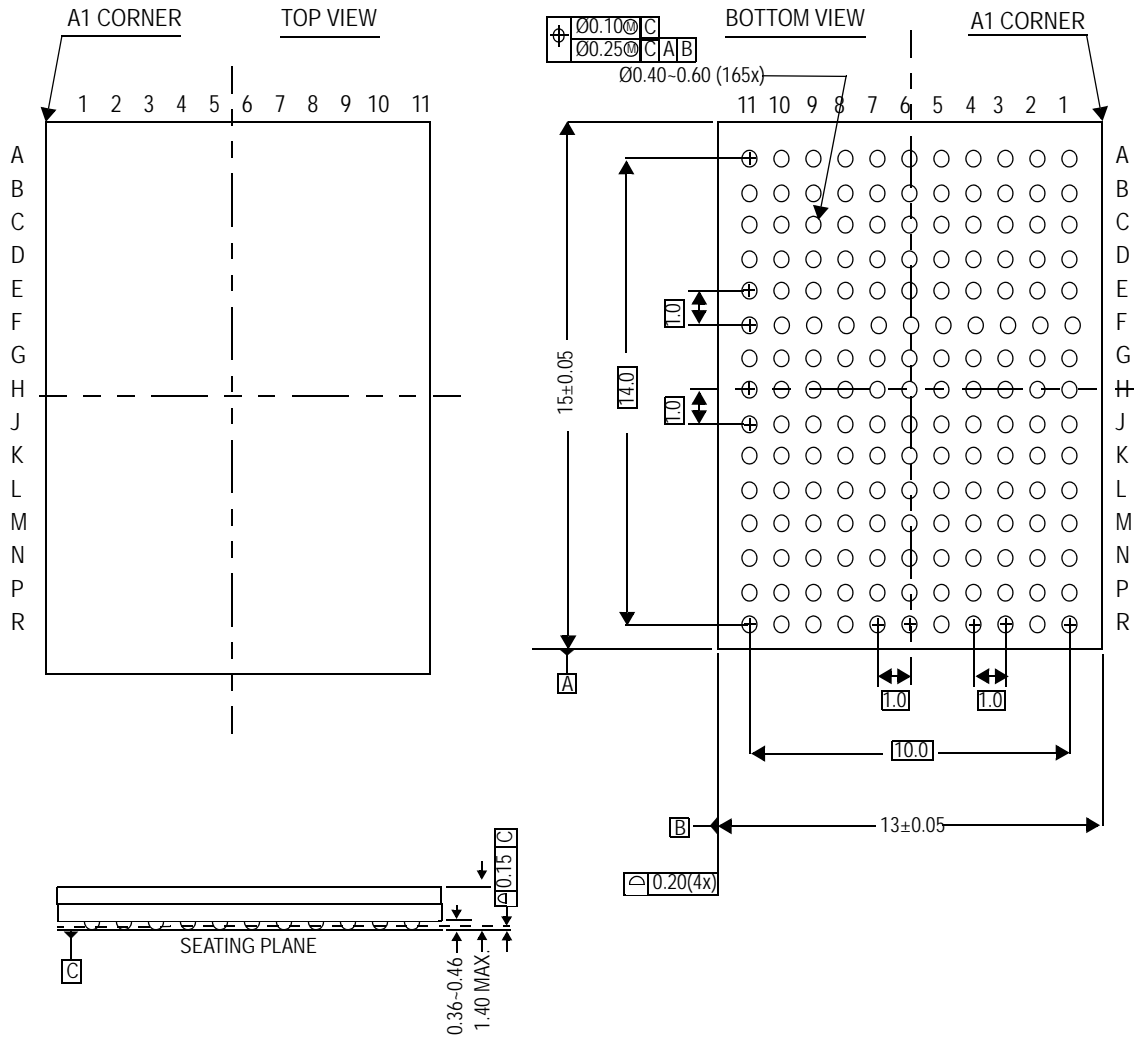 A1 CORNER
TOP VIEW
1 2 3 4 5 6 7 8 9 10 11
A
B
C
D
E
F
G
H
J
K
L
M
N
P
R
⌖ Ø0.10Ⓜ C
Ø0.25Ⓜ C A B
BOTTOM VIEW
A1 CORNER
Ø0.40~0.60 (165x)
11 10 9 8 7 6 5 4 3 2 1
A
B
C
D
E
F
G
H
J
K
L
M
N
P
R
1.0
1.0
14.0
15±0.05
A
1.0
1.0
10.0
B
13±0.05
⌓ 0.20(4x)
⌓ 0.15 C
SEATING PLANE
C
0.36~0.46
1.40 MAX.